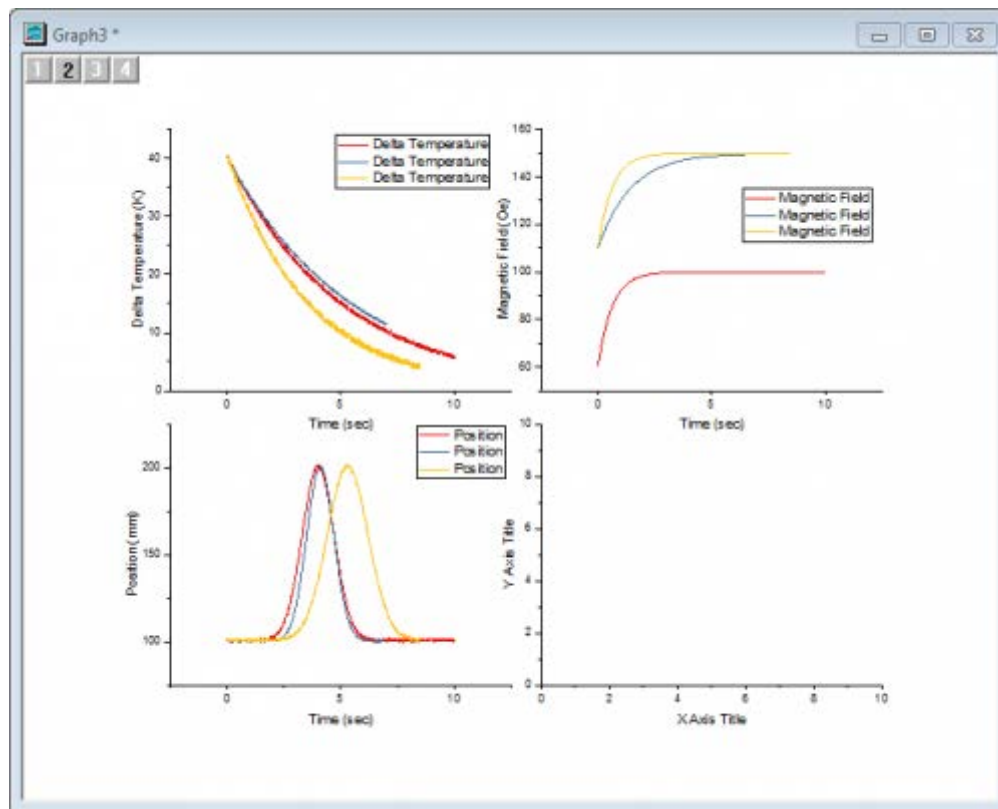 Graph3 *
1 2 3 4
Delta Temperature (K)
40
30
20
10
0
Delta Temperature
Delta Temperature
Delta Temperature
0 5 10
Time (sec)
Magnetic Field (Oe)
160
140
120
100
80
60
Magnetic Field
Magnetic Field
Magnetic Field
0 5 10
Time (sec)
Position (mm)
200
150
100
Position
Position
Position
0 5 10
Time (sec)
Y Axis Title
10
8
6
4
2
0
0 2 4 6 8 10
X Axis Title